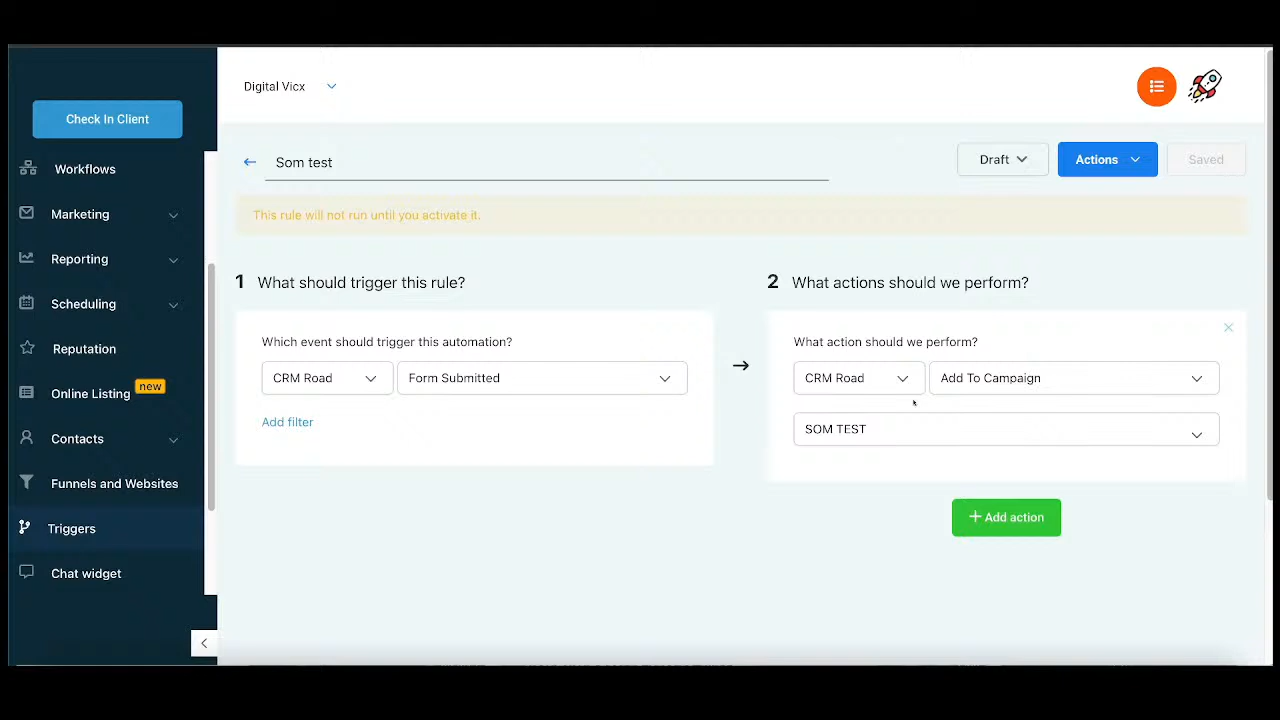 Digital Vicx
Check In Client
Workflows
Marketing
Reporting
Scheduling
Reputation
Online Listing new
Contacts
Funnels and Websites
Triggers
Chat widget
Som test
Draft
Actions
Saved
This rule will not run until you activate it.
1 What should trigger this rule?
Which event should trigger this automation?
CRM Road
Form Submitted
Add filter
2 What actions should we perform?
What action should we perform?
CRM Road
Add To Campaign
SOM TEST
+ Add action